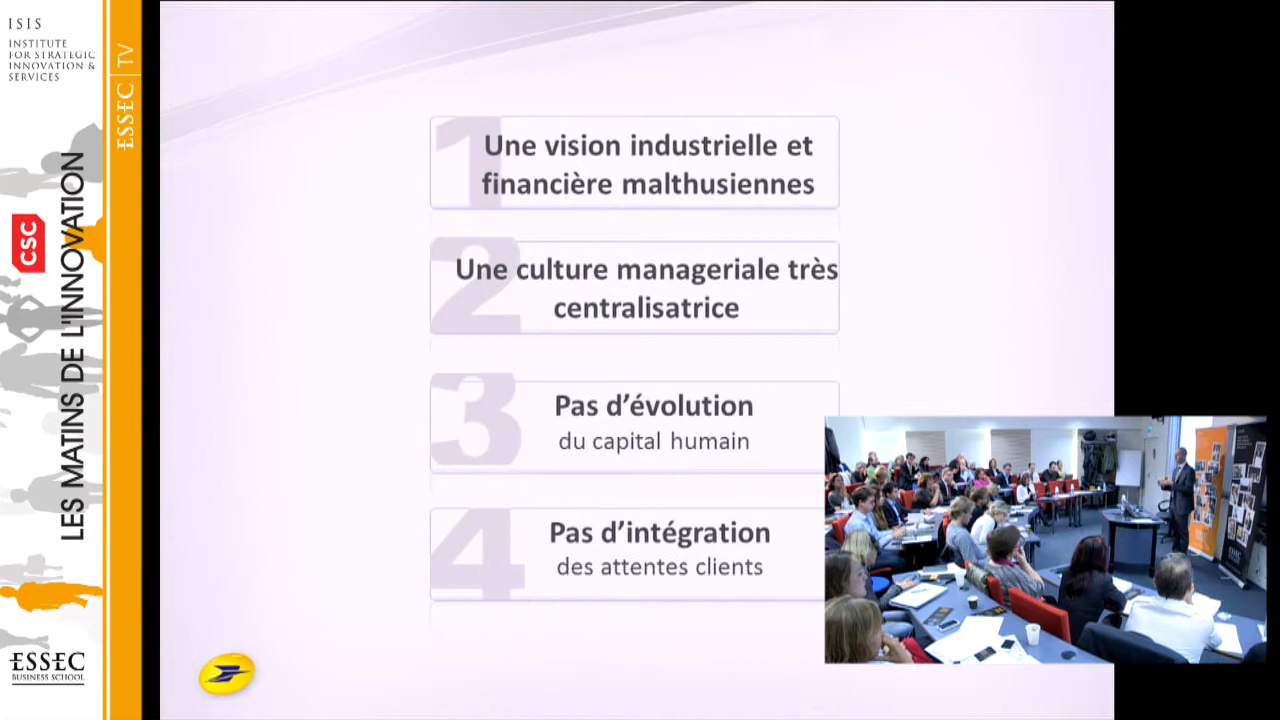 ISIS
INSTITUTE
FOR STRATEGIC
INNOVATION &
SERVICES
ESSEC | TV
CSC
LES MATINS DE L'INNOVATION
ESSEC
BUSINESS SCHOOL
1
Une vision industrielle et
financière malthusiennes
2
Une culture manageriale très
centralisatrice
3
Pas d'évolution
du capital humain
4
Pas d'intégration
des attentes clients
ESSEC